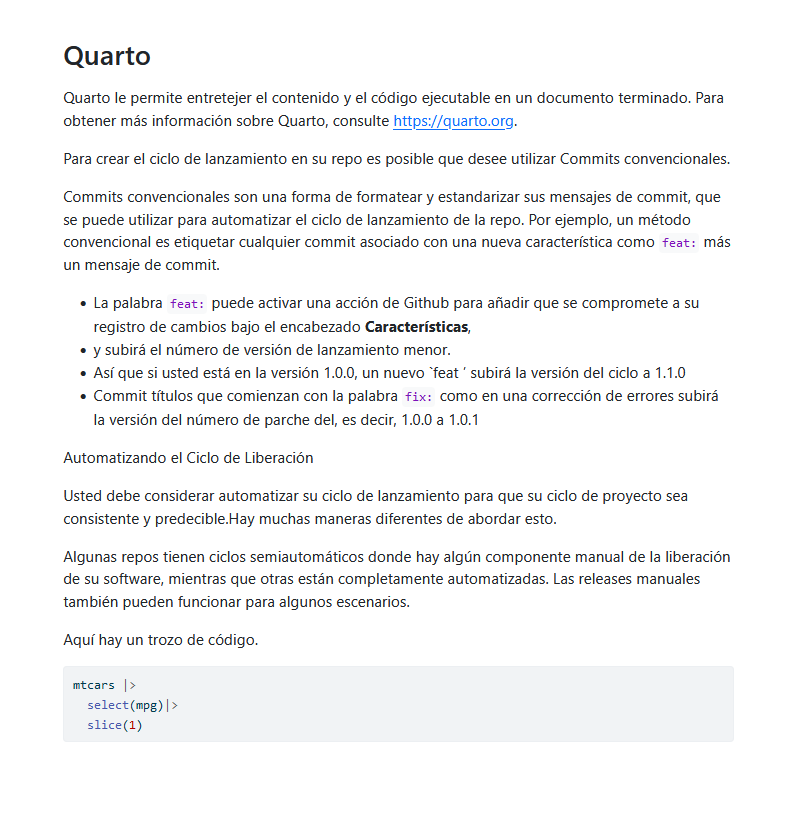 Quarto
Quarto le permite entretejer el contenido y el código ejecutable en un documento terminado. Para
obtener más información sobre Quarto, consulte https://quarto.org.
Para crear el ciclo de lanzamiento en su repo es posible que desee utilizar Commits convencionales.
Commits convencionales son una forma de formatear y estandarizar sus mensajes de commit, que
se puede utilizar para automatizar el ciclo de lanzamiento de la repo. Por ejemplo, un método
convencional es etiquetar cualquier commit asociado con una nueva característica como feat: más
un mensaje de commit.
• La palabra feat: puede activar una acción de Github para añadir que se compromete a su
registro de cambios bajo el encabezado Características,
• y subirá el número de versión de lanzamiento menor.
• Así que si usted está en la versión 1.0.0, un nuevo `feat ’ subirá la versión del ciclo a 1.1.0
• Commit títulos que comienzan con la palabra fix: como en una corrección de errores subirá
la versión del número de parche del, es decir, 1.0.0 a 1.0.1
Automatizando el Ciclo de Liberación
Usted debe considerar automatizar su ciclo de lanzamiento para que su ciclo de proyecto sea
consistente y predecible.Hay muchas maneras diferentes de abordar esto.
Algunas repos tienen ciclos semiautomáticos donde hay algún componente manual de la liberación
de su software, mientras que otras están completamente automatizadas. Las releases manuales
también pueden funcionar para algunos escenarios.
Aquí hay un trozo de código.
mtcars |>
  select(mpg)|>
  slice(1)